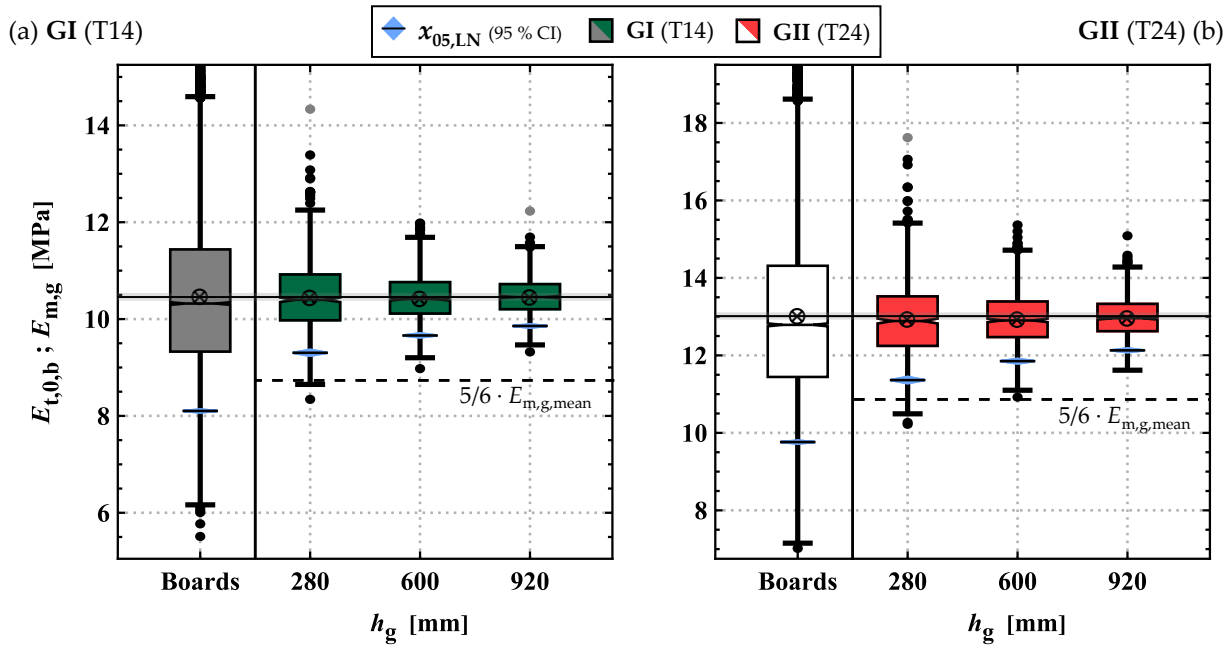 (a) GI (T14)
x05,LN (95 % CI) GI (T14) GII (T24)
GII (T24) (b)
Et,0,b ; Em,g [MPa]
14
12
10
8
6
5/6 · Em,g,mean
Boards 280 600 920
hg [mm]
18
16
14
12
10
8
5/6 · Em,g,mean
Boards 280 600 920
hg [mm]